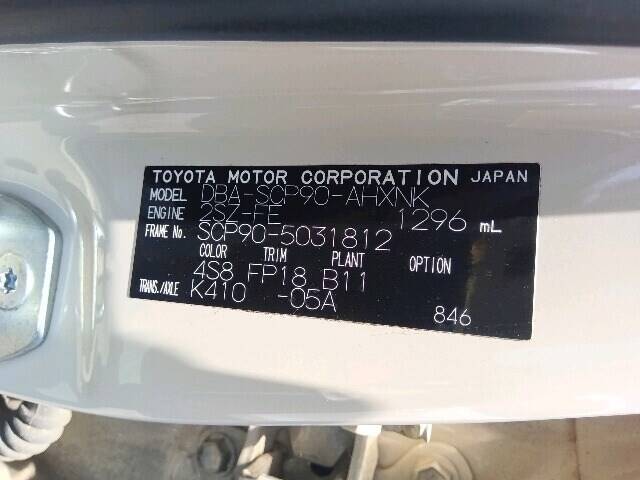 TOYOTA MOTOR CORPORATION JAPAN
MODEL DBA-SCP90-AHXNK
ENGINE 2SZ-FE 1296 mL
FRAME No. SCP90-5031812
COLOR TRIM PLANT OPTION
4S8 FP18 B11
TRANS./AXLE K410 -05A
846